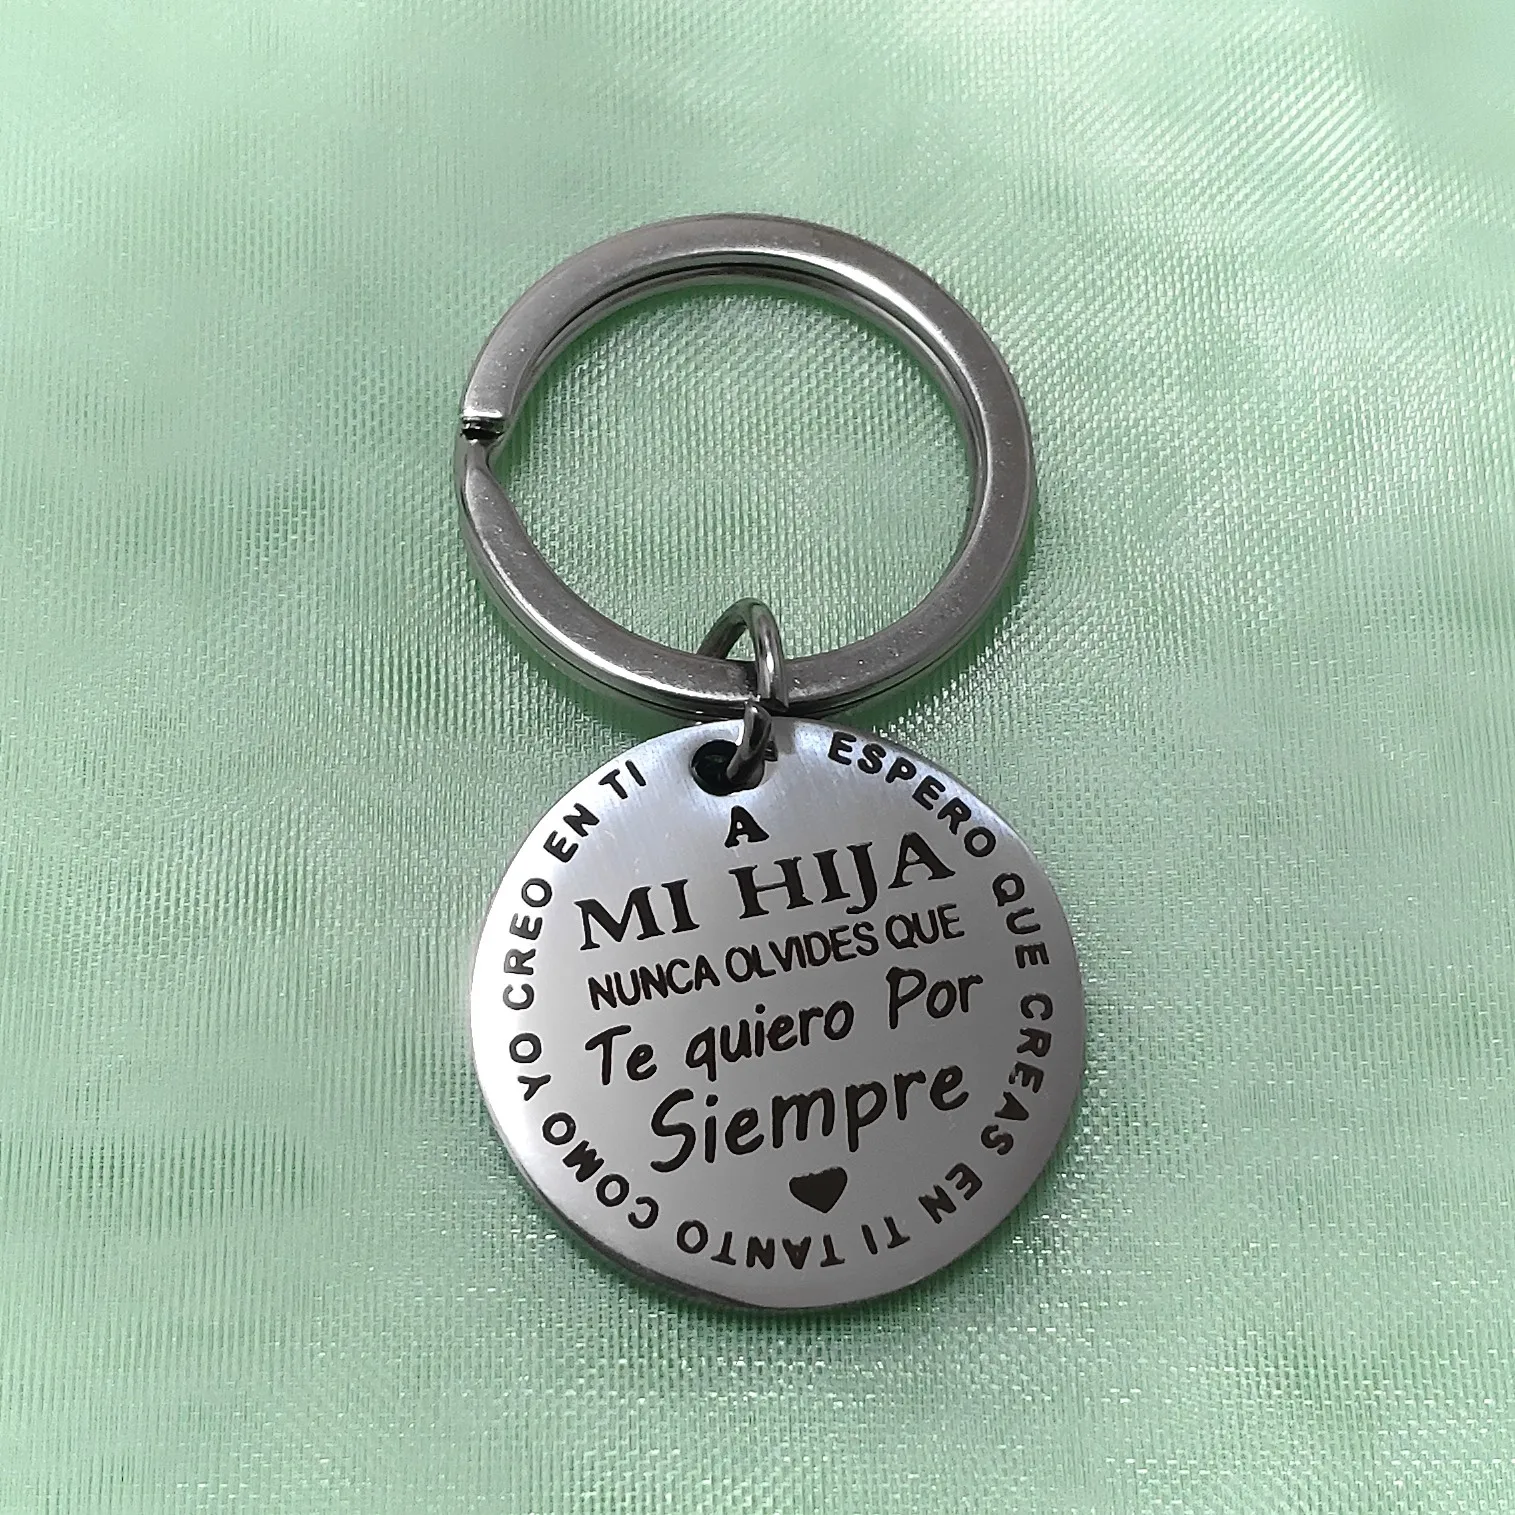 A
MI HIJA
NUNCA OLVIDES QUE
Te quiero Por
Siempre
ESPERO QUE CREAS EN TI TANTO COMO YO CREO EN TI